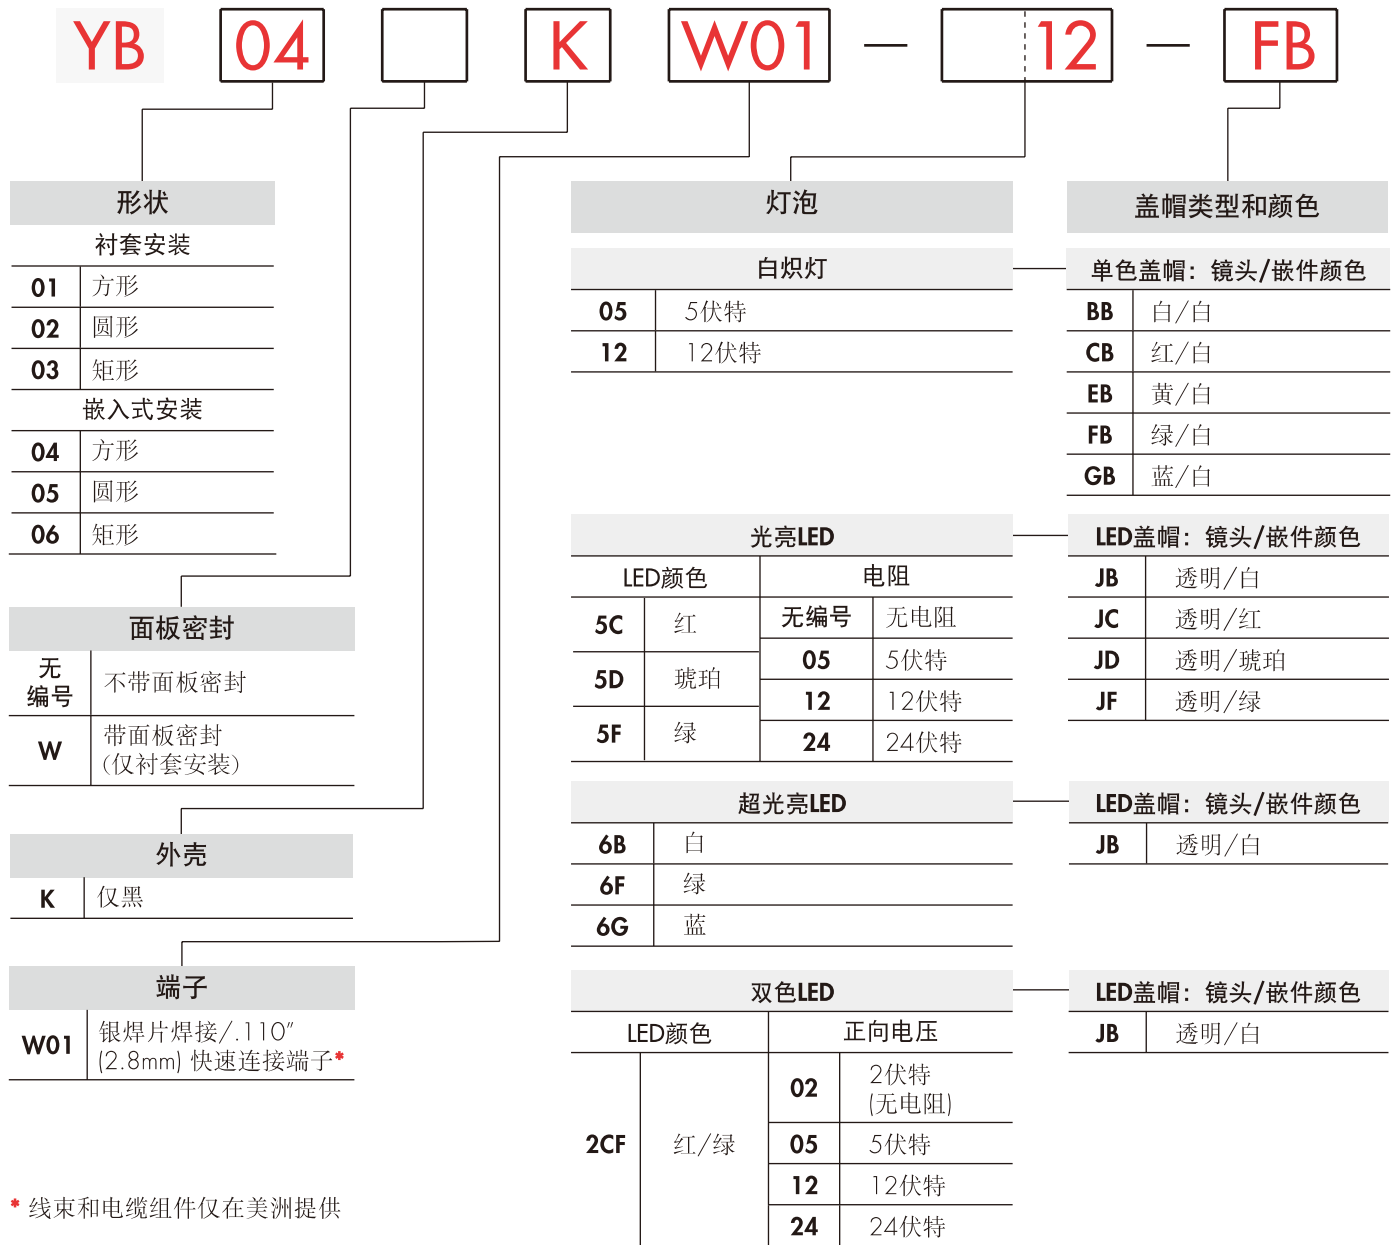 YB 04 K W01 — 12 — FB
形状
衬套安装
01 方形
02 圆形
03 矩形
嵌入式安装
04 方形
05 圆形
06 矩形
面板密封
无
编号 不带面板密封
W 带面板密封
(仅衬套安装)
外壳
K 仅黑
端子
W01 银焊片焊接/.110″
(2.8mm) 快速连接端子*
* 线束和电缆组件仅在美洲提供
灯泡
白炽灯
05 5伏特
12 12伏特
光亮LED
LED颜色 电阻
5C 红
5D 琥珀
5F 绿
无编号 无电阻
05 5伏特
12 12伏特
24 24伏特
超光亮LED
6B 白
6F 绿
6G 蓝
双色LED
LED颜色 正向电压
2CF 红/绿
02 2伏特
(无电阻)
05 5伏特
12 12伏特
24 24伏特
盖帽类型和颜色
单色盖帽：镜头/嵌件颜色
BB 白/白
CB 红/白
EB 黄/白
FB 绿/白
GB 蓝/白
LED盖帽：镜头/嵌件颜色
JB 透明/白
JC 透明/红
JD 透明/琥珀
JF 透明/绿
LED盖帽：镜头/嵌件颜色
JB 透明/白
LED盖帽：镜头/嵌件颜色
JB 透明/白